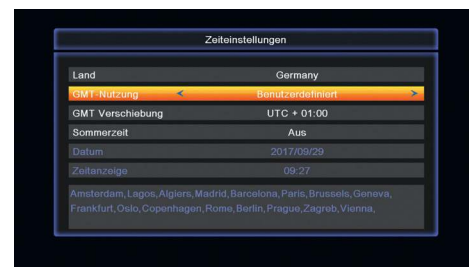 Zeiteinstellungen
Land Germany
GMT-Nutzung Benutzerdefiniert
GMT Verschiebung UTC + 01:00
Sommerzeit Aus
Datum 2017/09/29
Zeitanzeige 09:27
Amsterdam,Lagos,Algiers,Madrid,Barcelona,Paris,Brussels,Geneva,
Frankfurt,Oslo,Copenhagen,Rome,Berlin,Prague,Zagreb,Vienna,